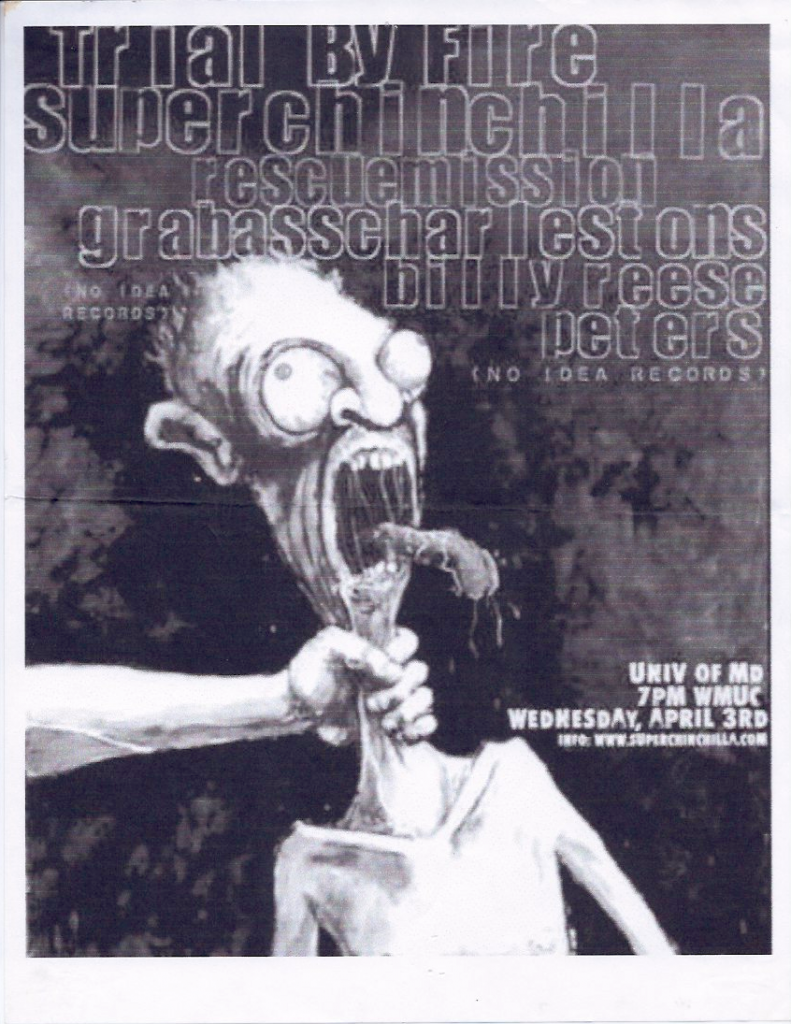 Trial By Fire
superchinchilla
rescuemission
grabasscharlestons
(NO IDEA
RECORDS)
billy reese
peters
(NO IDEA RECORDS)
UNIV OF MD
7PM WMUC
WEDNESDAY, APRIL 3RD
INFO: WWW.SUPERCHINCHILLA.COM